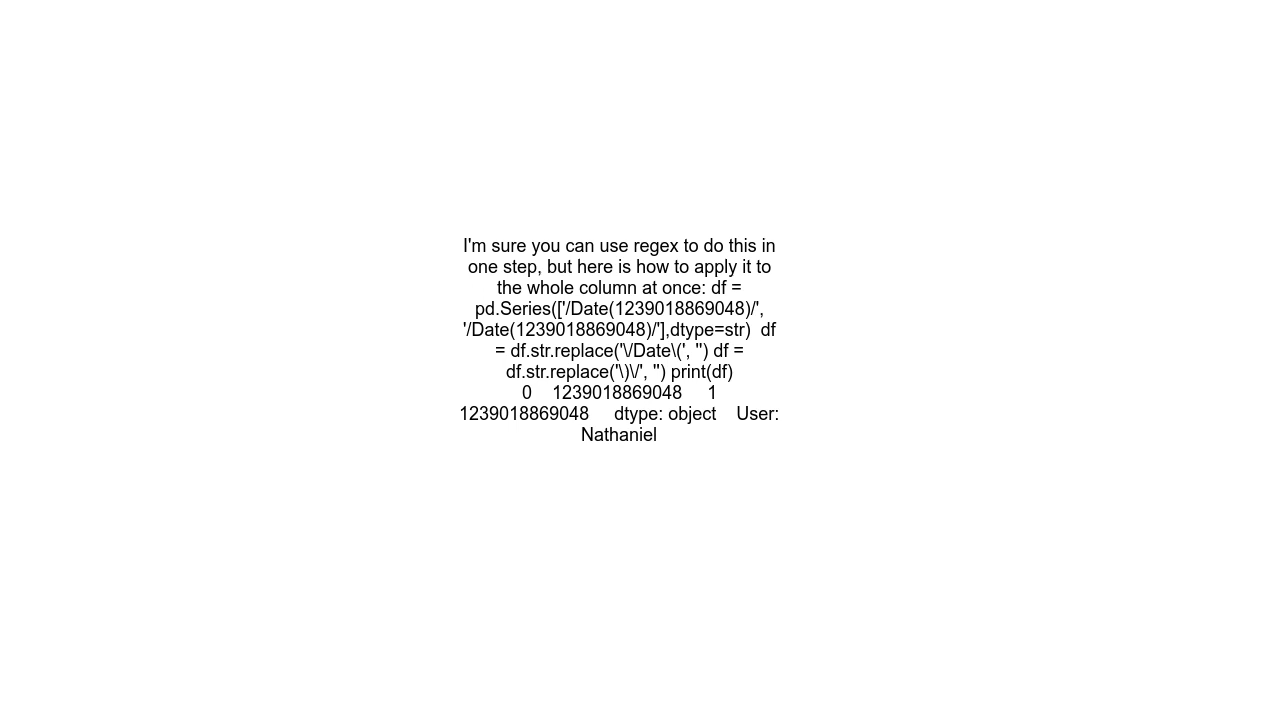 I'm sure you can use regex to do this in
one step, but here is how to apply it to
the whole column at once: df =
pd.Series(['/Date(1239018869048)/',
'/Date(1239018869048)/'],dtype=str)  df
= df.str.replace('\/Date\(', '') df =
df.str.replace('\)\/', '') print(df)
0    1239018869048     1
1239018869048     dtype: object    User:
Nathaniel